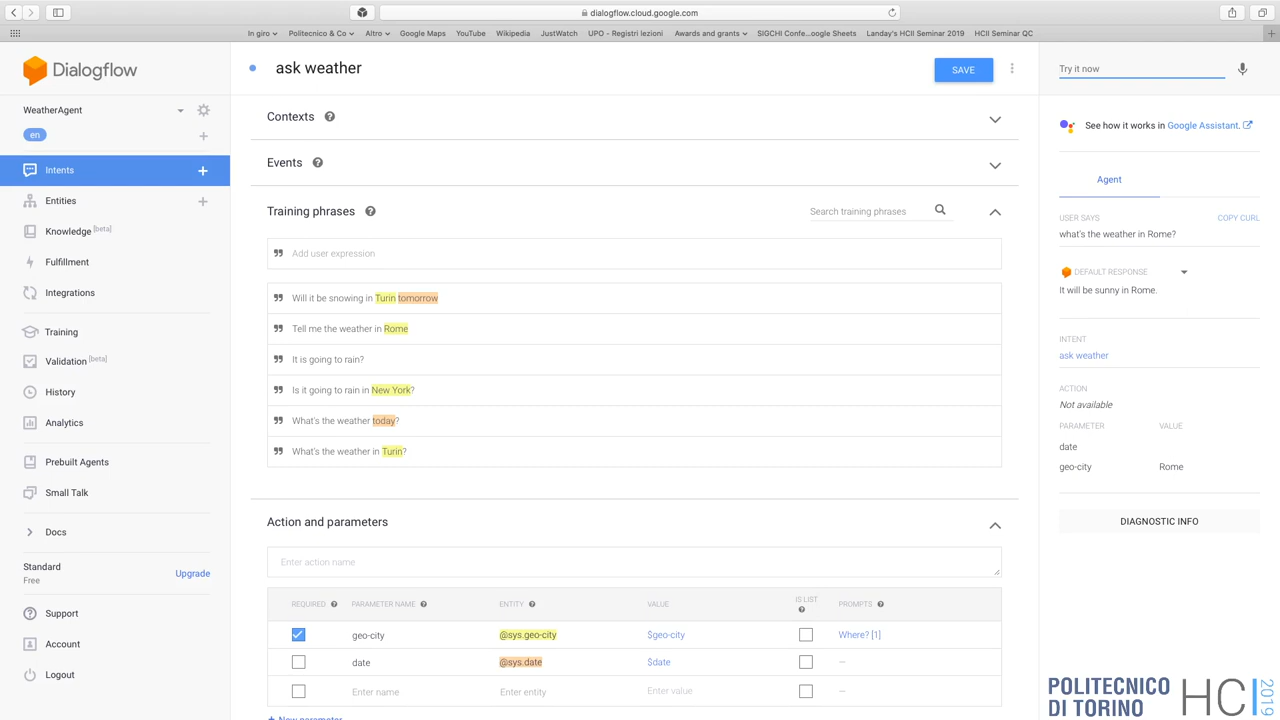 dialogflow.cloud.google.com
In giro Politecnico & Co Altro Google Maps YouTube Wikipedia JustWatch UPO - Registri lezioni Awards and grants SIGCHI Confe...oogle Sheets Landay's HCII Seminar 2019 HCII Seminar QC
Dialogflow
WeatherAgent
en
Intents
Entities
Knowledge [beta]
Fulfillment
Integrations
Training
Validation [beta]
History
Analytics
Prebuilt Agents
Small Talk
Docs
Standard
Free
Upgrade
Support
Account
Logout
ask weather
SAVE
Contexts
Events
Training phrases
Search training phrases
Add user expression
Will it be snowing in Turin tomorrow
Tell me the weather in Rome
It is going to rain?
Is it going to rain in New York?
What's the weather today?
What's the weather in Turin?
Action and parameters
Enter action name
REQUIRED PARAMETER NAME ENTITY VALUE IS LIST PROMPTS
geo-city @sys.geo-city $geo-city Where? [1]
date @sys.date $date —
Enter name Enter entity Enter value —
+ New parameter
Try it now
See how it works in Google Assistant.
Agent
USER SAYS COPY CURL
what's the weather in Rome?
DEFAULT RESPONSE
It will be sunny in Rome.
INTENT
ask weather
ACTION
Not available
PARAMETER VALUE
date
geo-city Rome
DIAGNOSTIC INFO
POLITECNICO
DI TORINO
HCI 2019